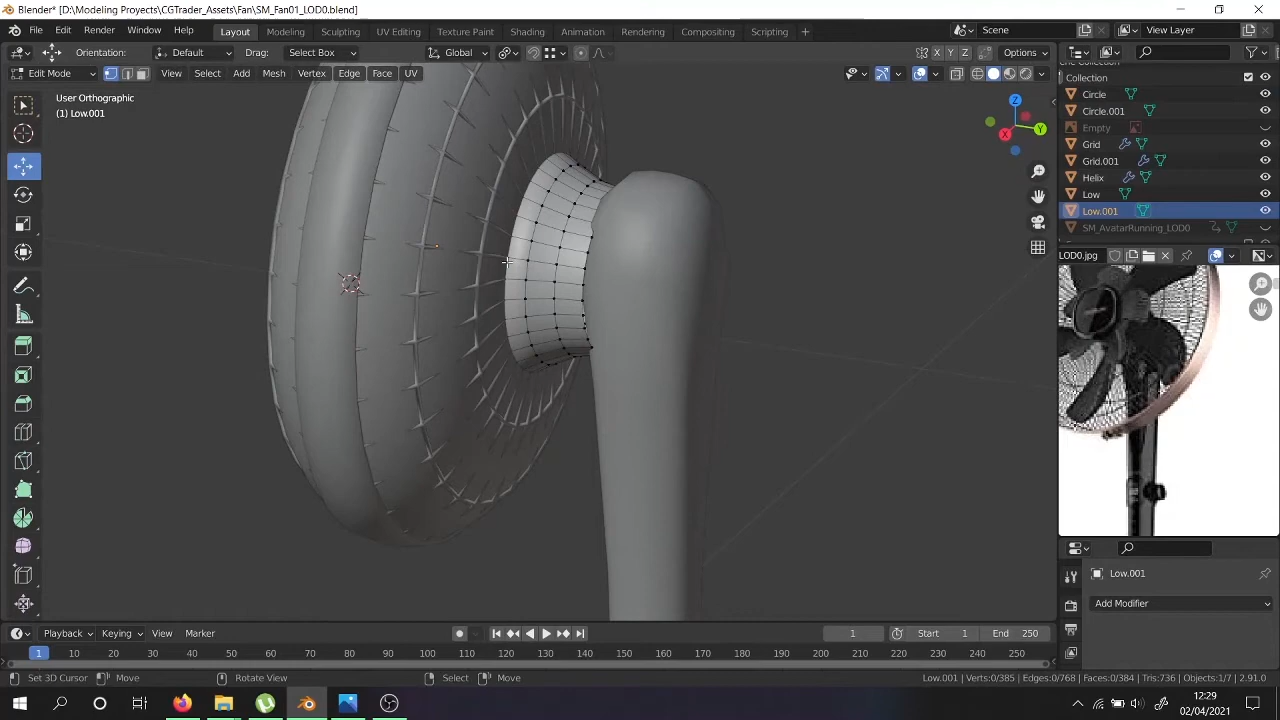 Blender* [D:\Modeling Projects\CGTrader_Assets\Fan\SM_Fan01_LOD0.blend]
File Edit Render Window Help Layout Modeling Sculpting UV Editing Texture Paint Shading Animation Rendering Compositing Scripting + Scene View Layer
Orientation: Default Drag: Select Box Global X Y Z Options
Edit Mode View Select Add Mesh Vertex Edge Face UV
User Orthographic
(1) Low.001
Z
Y
X
Collection
Circle
Circle.001
Empty
Grid
Grid.001
Helix
Low
Low.001
SM_AvatarRunning_LOD0
LOD0.jpg
Low.001
Add Modifier
Playback Keying View Marker 1 Start 1 End 250
1 10 20 30 40 50 60 70 80 90 100 110 120 130 140 150 160 170 180 190 200 210 220 230 240 250
Set 3D Cursor Move Rotate View Select Move Low.001 | Verts:0/385 | Edges:0/768 | Faces:0/384 | Tris:736 | Objects:1/7 | 2.91.0
12:29
02/04/2021